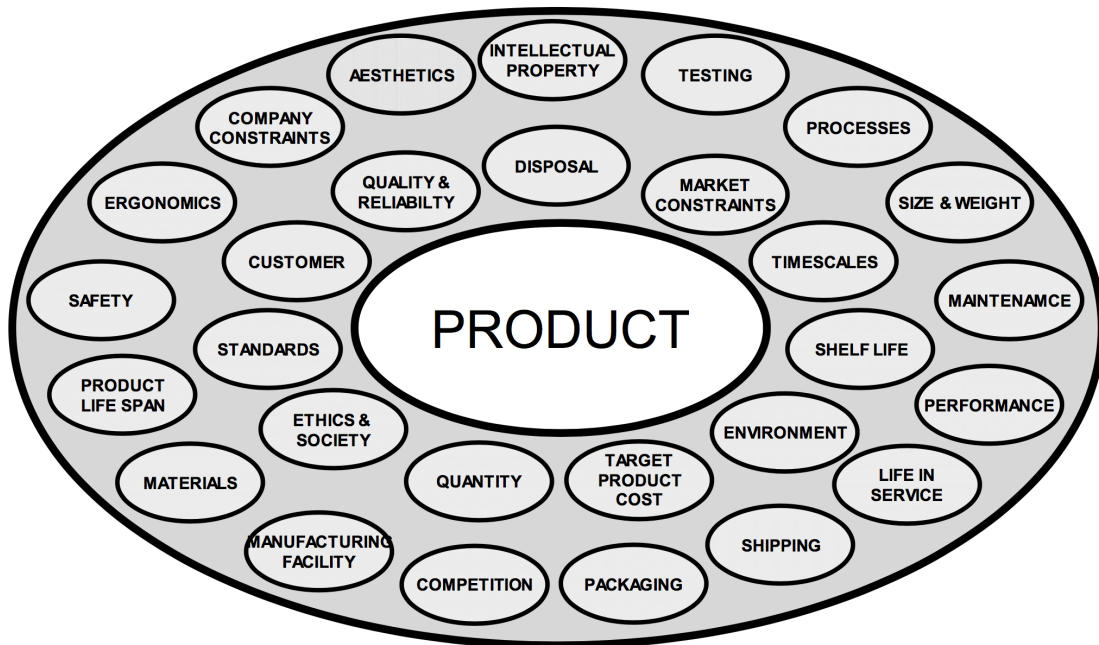 INTELLECTUAL
PROPERTY
AESTHETICS
TESTING
COMPANY
CONSTRAINTS
PROCESSES
DISPOSAL
QUALITY &
RELIABILTY
MARKET
CONSTRAINTS
ERGONOMICS
SIZE & WEIGHT
CUSTOMER
TIMESCALES
SAFETY
MAINTENAMCE
PRODUCT
STANDARDS
SHELF LIFE
PRODUCT
LIFE SPAN
PERFORMANCE
ETHICS &
SOCIETY
ENVIRONMENT
MATERIALS
QUANTITY
TARGET
PRODUCT
COST
LIFE IN
SERVICE
MANUFACTURING
FACILITY
SHIPPING
COMPETITION
PACKAGING